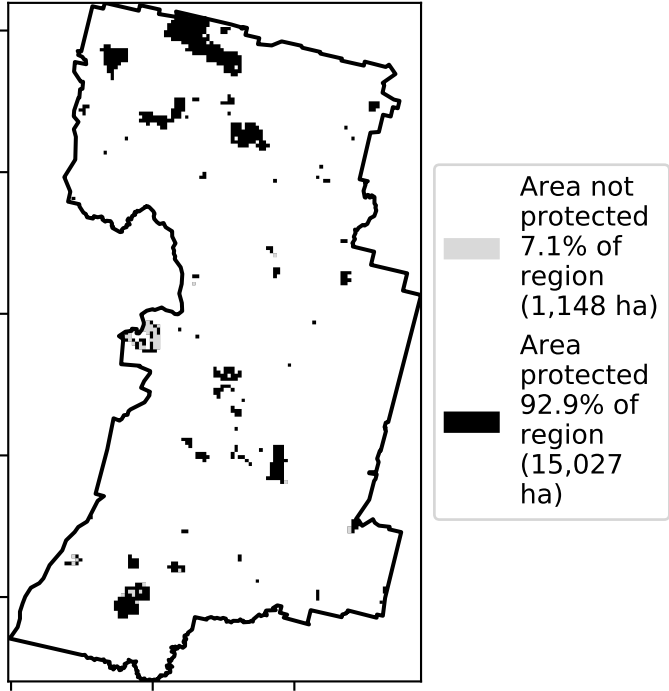 Area not
protected
7.1% of
region
(1,148 ha)
Area
protected
92.9% of
region
(15,027
ha)